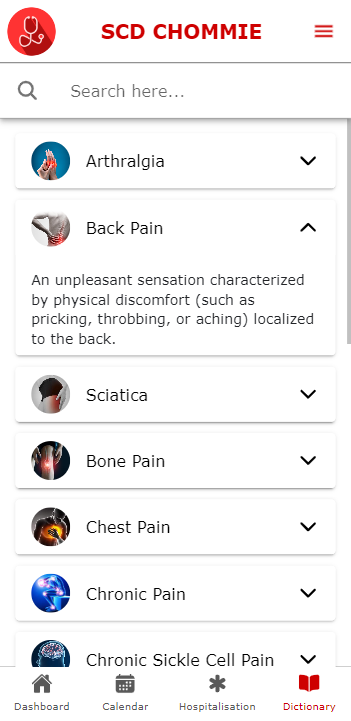 SCD CHOMMIE
Search here...
Arthralgia
Back Pain
An unpleasant sensation characterized
by physical discomfort (such as
pricking, throbbing, or aching) localized
to the back.
Sciatica
Bone Pain
Chest Pain
Chronic Pain
Chronic Sickle Cell Pain
Dashboard
Calendar
Hospitalisation
Dictionary